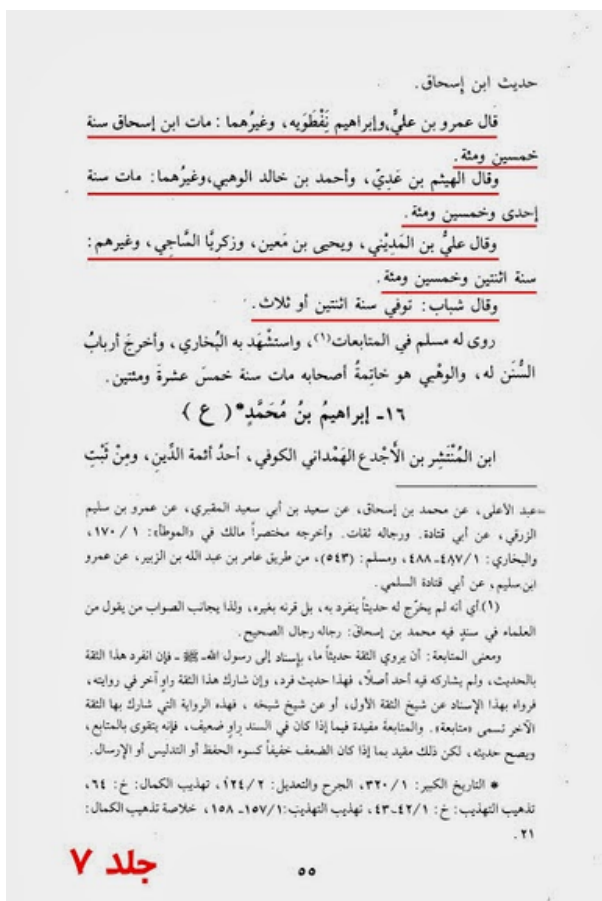 حديث ابن إسحاق.
قال عمرو بن عليٍّ، وإبراهيم نِفْطَوَيه، وغيرُهما: مات ابن إسحاق سنة
خمسين ومئة.
وقال الهيثم بن عَدِيّ، وأحمد بن خالد الوهبي، وغيرُهما: مات سنة
إحدى وخمسين ومئة.
وقال عليُّ بن المَدِيْني، ويحيى بن مَعين، وزكريَّا السَّاجي، وغيرهم:
سنة اثنتين وخمسين ومئة.
وقال شباب: توفي سنة اثنتين أو ثلاث.
روى له مسلم في المتابعات(١)، واستشْهَد به البُخاري، وأخرجَ أربابُ
السُّنَن له، والوهْبي هو خاتِمةُ أصحابه مات سنة خمسَ عشرةَ ومئتين.
١٦- إبراهيمُ بنُ مُحَمَّدٍ* ( ع )
ابن المُنْتَشِر بن الأَجْدع الهَمْداني الكوفي، أحدُ أئمة الدِّين، ومِنْ ثَبْتِ
=عبد الأعلى، عن محمد بن إسحاق، عن سعيد بن أبي سعيد المقبري، عن عمرو بن سليم
الزرقي، عن أبي قتادة. ورجاله ثقات. وأخرجه مختصراً مالك في «الموطأ»: ١/١٧٠،
والبخاري: ١/٤٨٧-٤٨٨، ومسلم: (٥٤٣)، من طريق عامر بن عبد الله بن الزبير، عن عمرو
ابن سليم، عن أبي قتادة السلمي.
(١) أي أنه لم يخرّج له حديثاً ينفرد به، بل قرنه بغيره، ولذا يجانب الصواب من يقول من
العلماء في سندٍ فيه محمد بن إسحاق: رجاله رجال الصحيح.
ومعنى المتابعة: أن يروي الثقة حديثاً ما، بإسناد إلى رسول الله - ﷺ - فإن انفرد هذا الثقة
بالحديث، ولم يشاركه فيه أحد أصلًا، فهذا حديث فرد، وإن شارك هذا الثقة راوٍ آخر في روايته،
فرواه بهذا الإسناد عن شيخ الثقة الأول، أو عن شيخ شيخه، فهذه الرواية التي شارك بها الثقة
الآخر تسمى «متابعة». والمتابعة مفيدة فيما إذا كان في السند راوٍ ضعيف، فإنه يتقوى بالمتابع،
ويصح حديثه، لكن ذلك مقيد بما إذا كان الضعف خفيفاً كسوء الحفظ أو التدليس أو الإرسال.
* التاريخ الكبير: ١/٣٢٠، الجرح والتعديل: ٢/١٢٤، تهذيب الكمال: خ: ٦٤،
تذهيب التهذيب: خ: ١/٤٢-٤٣، تهذيب التهذيب: ١/١٥٧-١٥٨، خلاصة تذهيب الكمال:
٢١.
٥٥
جلد ٧